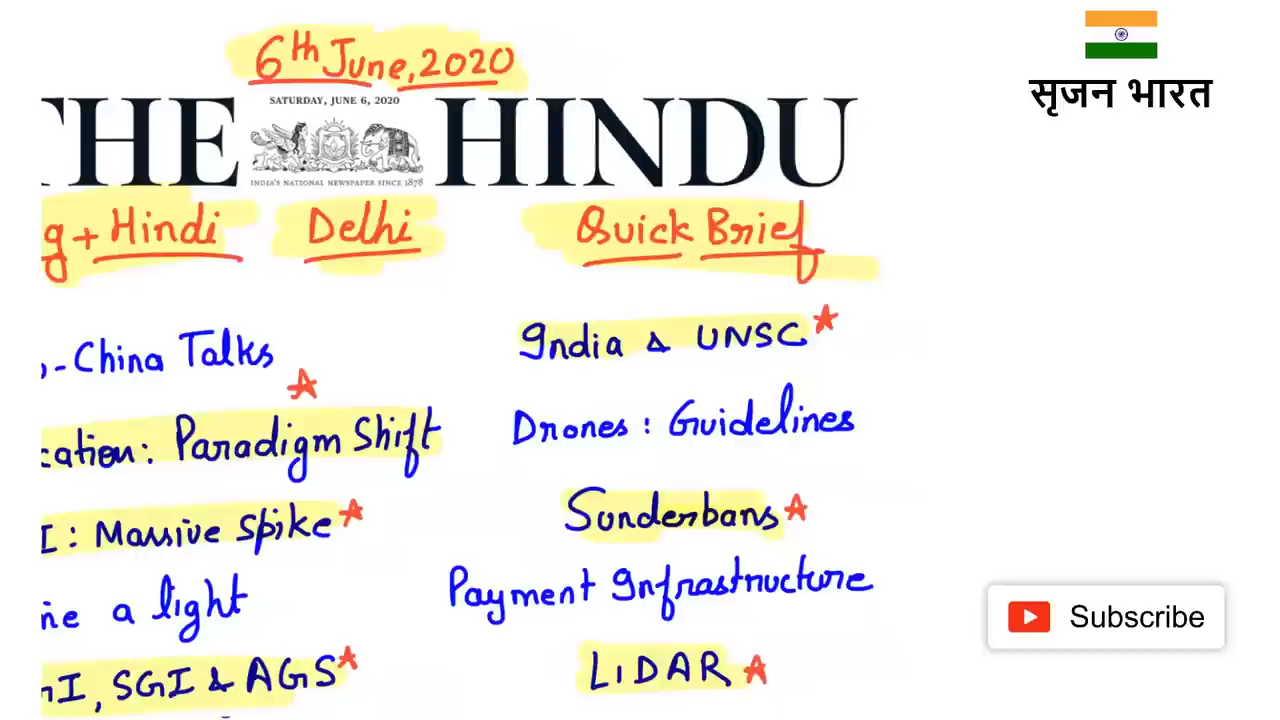 6th June, 2020
सृजन भारत
SATURDAY, JUNE 6, 2020
THE HINDU
INDIA'S NATIONAL NEWSPAPER SINCE 1878
g + Hindi Delhi Quick Brief
-China Talks
India & UNSC
cation: Paradigm Shift
Drones: Guidelines
I: Massive Spike
Sunderbans
ne a light
Payment Infrastructure
I, SGI & AGS
LIDAR
Subscribe